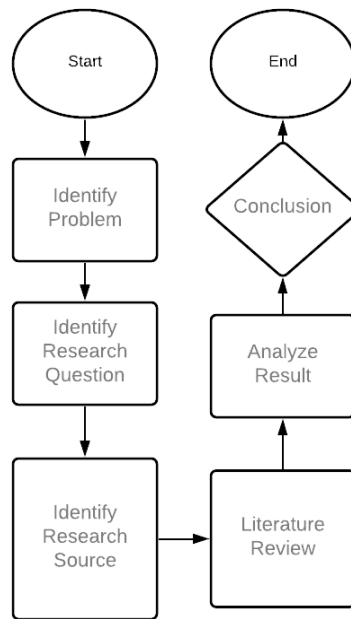 Start
Identify
Problem
Identify
Research
Question
Identify
Research
Source
Literature
Review
Analyze
Result
Conclusion
End